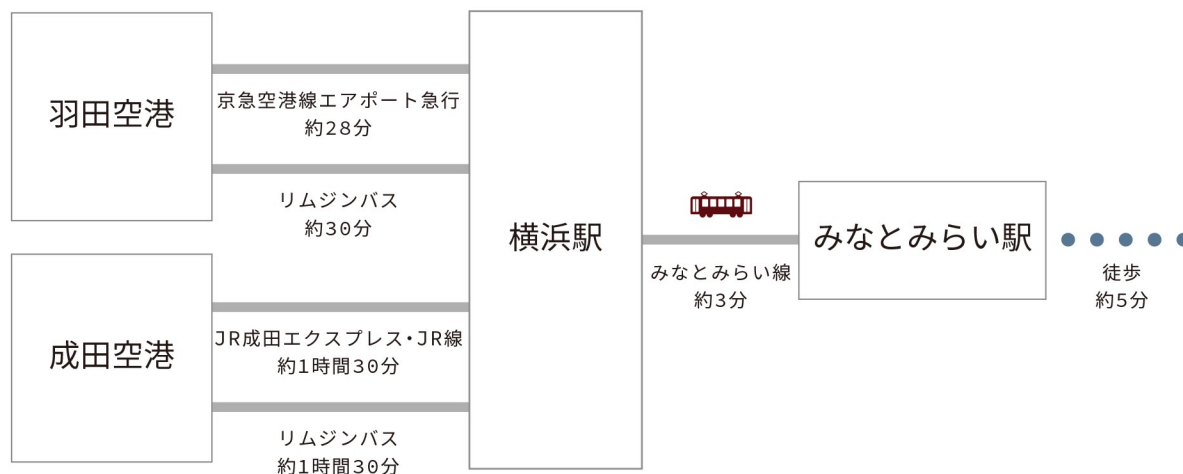 羽田空港
京急空港線エアポート急行
約28分
リムジンバス
約30分
成田空港
JR成田エクスプレス・JR線
約1時間30分
リムジンバス
約1時間30分
横浜駅
みなとみらい線
約3分
みなとみらい駅
徒歩
約5分